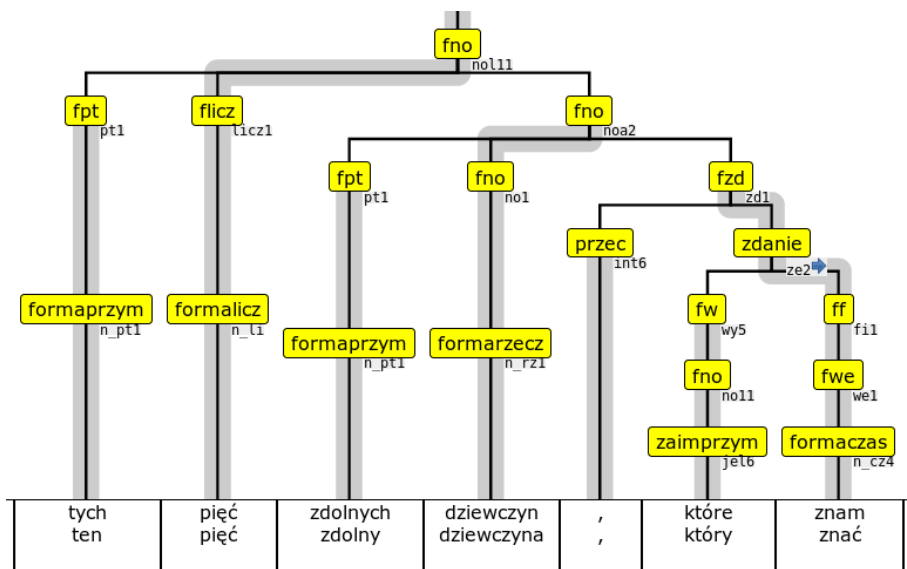 fno
nol11
fpt
pt1
flicz
licz1
fno
noa2
fpt
pt1
fno
no1
fzd
zd1
przec
int6
zdanie
ze2
formaprzym
n_pt1
formalicz
n_li
fw
wy5
ff
fi1
formaprzym
n_pt1
formarzecz
n_rz1
fno
no11
fwe
we1
zaimprzym
jel6
formaczas
n_cz4
tych pięć zdolnych dziewczyn , które znam
ten pięć zdolny dziewczyna , który znać